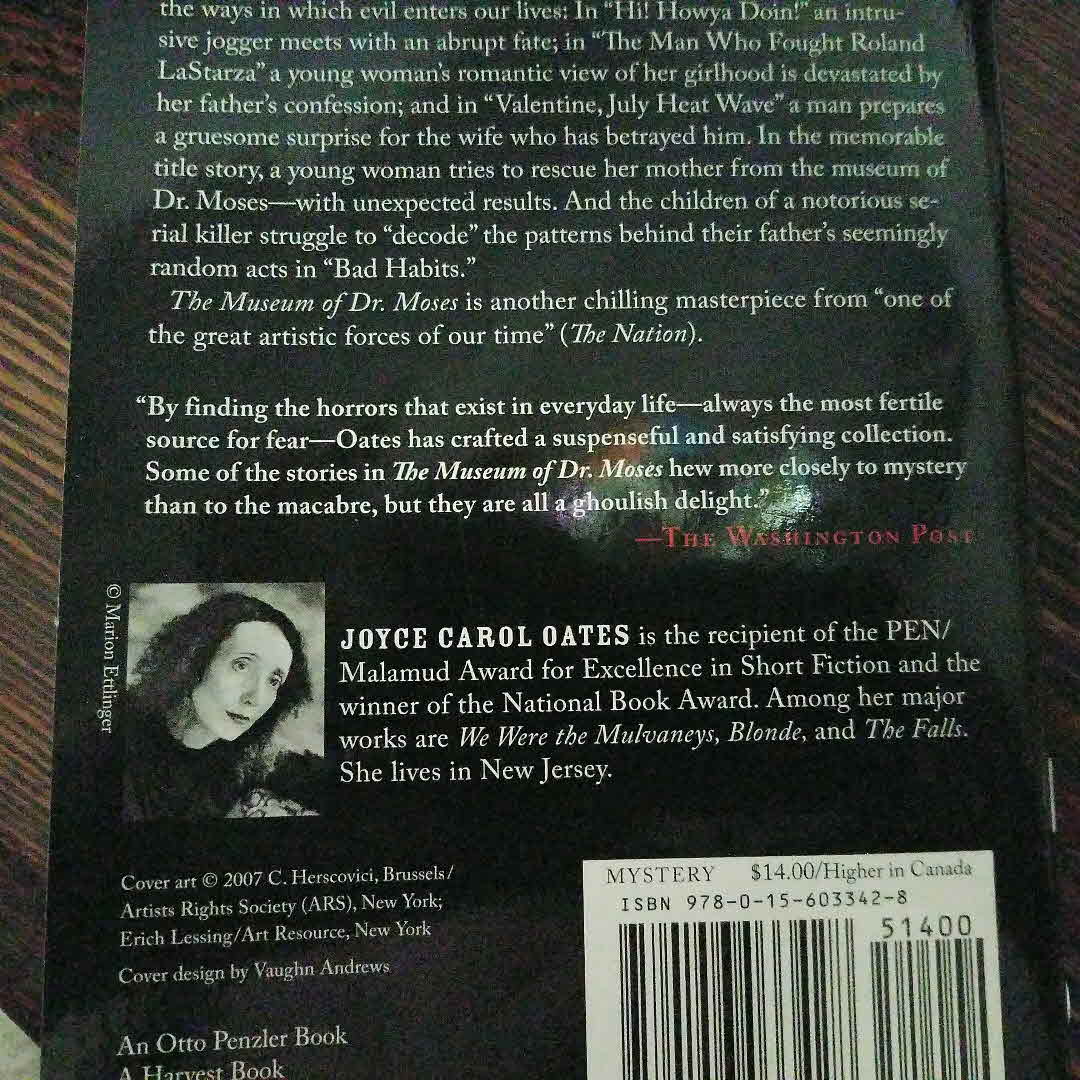 the ways in which evil enters our lives: In “Hi! Howya Doin!” an intru-
sive jogger meets with an abrupt fate; in “The Man Who Fought Roland
LaStarza” a young woman’s romantic view of her girlhood is devastated by
her father’s confession; and in “Valentine, July Heat Wave” a man prepares
a gruesome surprise for the wife who has betrayed him. In the memorable
title story, a young woman tries to rescue her mother from the museum of
Dr. Moses—with unexpected results. And the children of a notorious se-
rial killer struggle to “decode” the patterns behind their father’s seemingly
random acts in “Bad Habits.”
The Museum of Dr. Moses is another chilling masterpiece from “one of
the great artistic forces of our time” (The Nation).
“By finding the horrors that exist in everyday life—always the most fertile
source for fear—Oates has crafted a suspenseful and satisfying collection.
Some of the stories in The Museum of Dr. Moses hew more closely to mystery
than to the macabre, but they are all a ghoulish delight.”
—The Washington Post
© Marion Ettlinger
JOYCE CAROL OATES is the recipient of the PEN/
Malamud Award for Excellence in Short Fiction and the
winner of the National Book Award. Among her major
works are We Were the Mulvaneys, Blonde, and The Falls.
She lives in New Jersey.
Cover art © 2007 C. Herscovici, Brussels/
Artists Rights Society (ARS), New York;
Erich Lessing/Art Resource, New York
Cover design by Vaughn Andrews
An Otto Penzler Book
A Harvest Book
MYSTERY $14.00/Higher in Canada
ISBN 978-0-15-603342-8
51400